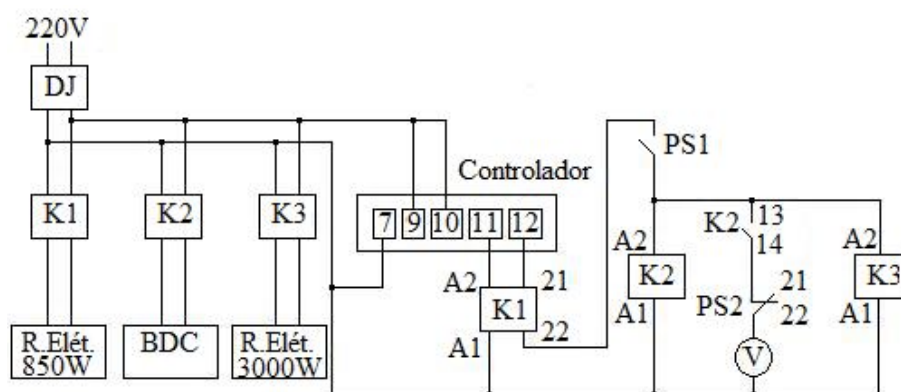 220V
DJ
PS1
Controlador
K1
K2
K3
7 9 10 11 12
K2 13
14
A2
A2
A2 21
K2
21
K3
K1
PS2
22
A1
22
A1
A1
R.Elét.
850W
BDC
R.Elét.
3000W
V